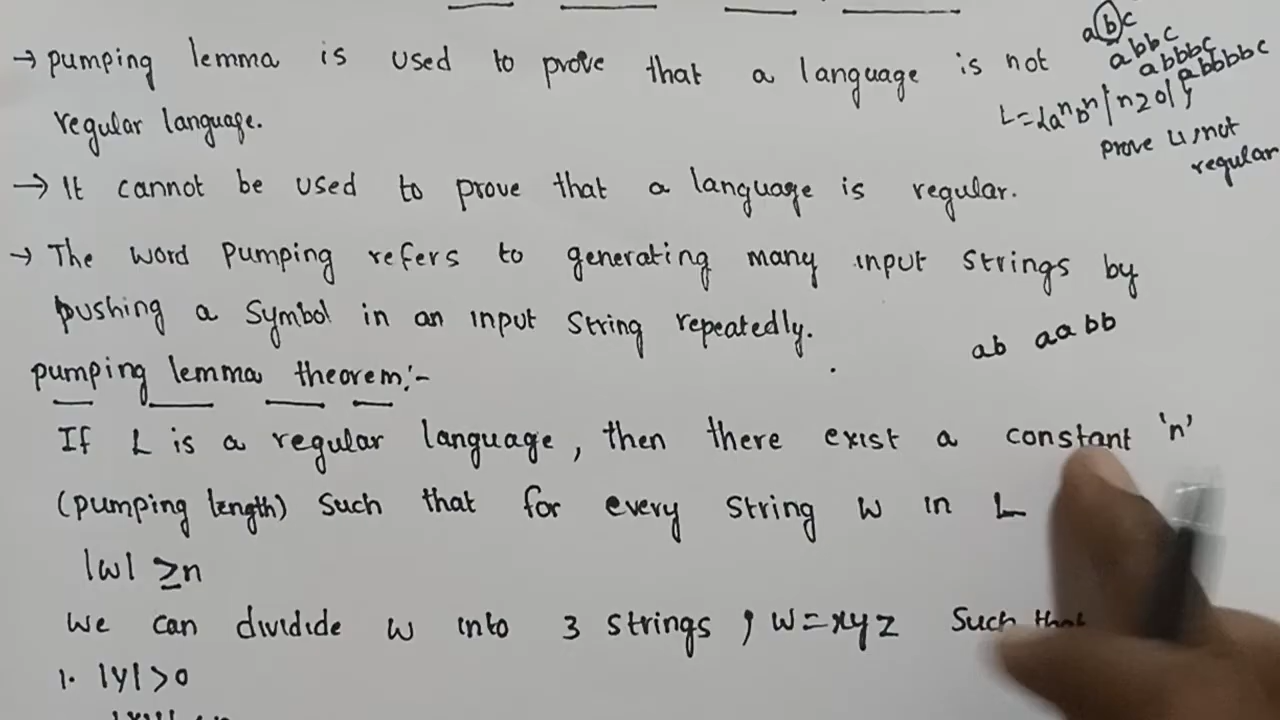 → pumping lemma is used to prove that a language is not
regular language.
→ It cannot be used to prove that a language is regular.
→ The word pumping refers to generating many input strings by
pushing a symbol in an input string repeatedly.
abc
abbc
abbbc
abbbbc
L={aⁿbⁿ|n≥0}
prove L is not
regular
ab aabb
pumping lemma theorem:-
If L is a regular language, then there exist a constant 'n'
(pumping length) such that for every string w in L
|w| ≥n
we can dividide w into 3 strings, w=xyz such that
1. |y|>0